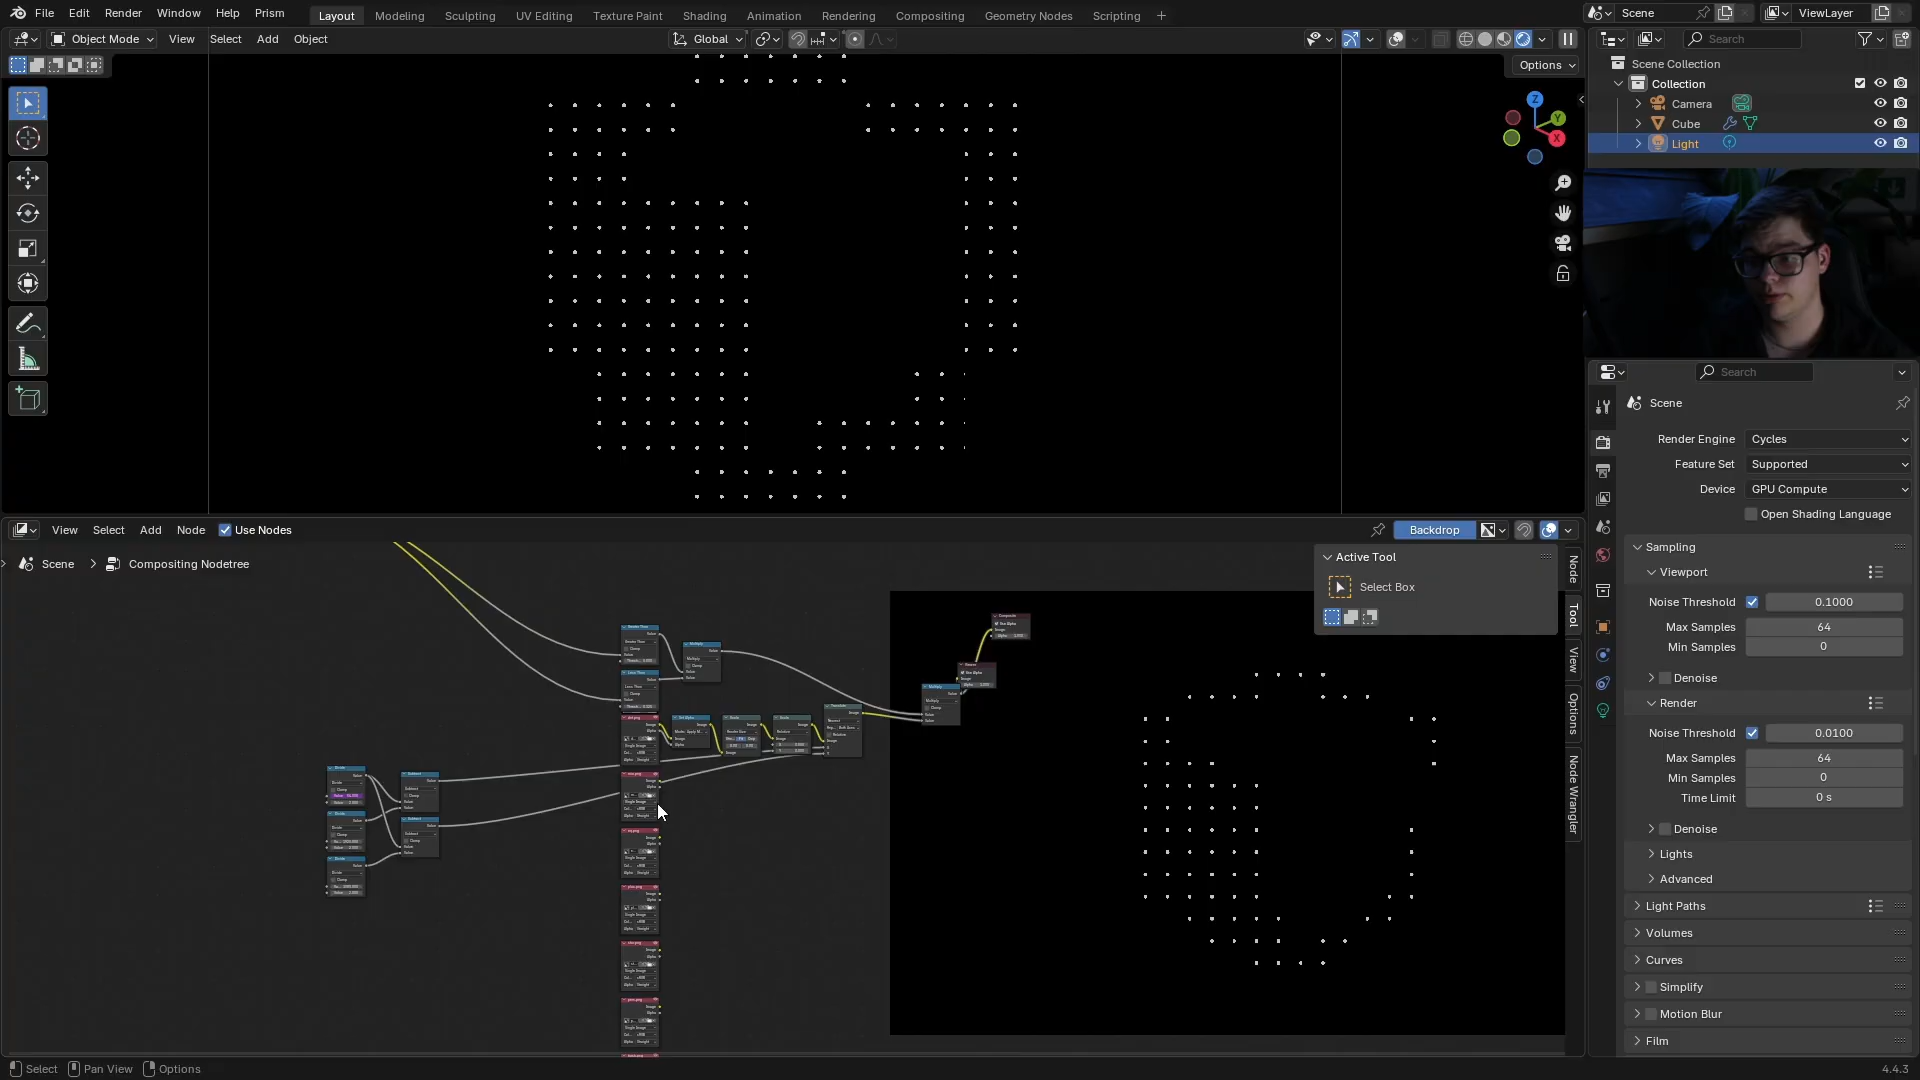 File Edit Render Window Help Prism
Layout Modeling Sculpting UV Editing Texture Paint Shading Animation Rendering Compositing Geometry Nodes Scripting +
Scene
ViewLayer
Object Mode View Select Add Object
Global
Options
Z
Y
X
Search
Scene Collection
Collection
Camera
Cube
Light
Search
Scene
Render Engine Cycles
Feature Set Supported
Device GPU Compute
Open Shading Language
Sampling
Viewport
Noise Threshold 0.1000
Max Samples 64
Min Samples 0
Denoise
Render
Noise Threshold 0.0100
Max Samples 64
Min Samples 0
Time Limit 0 s
Denoise
Lights
Advanced
Light Paths
Volumes
Curves
Simplify
Motion Blur
Film
View Select Add Node Use Nodes
Backdrop
Scene > Compositing Nodetree
Active Tool
Select Box
Node
Tool
View
Options
Node Wrangler
Select Pan View Options
4.4.3